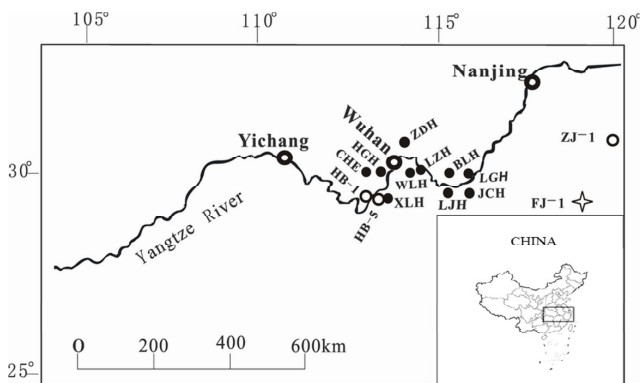 105° 110° 115° 120°
Nanjing
Wuhan
ZDH
ZJ-1
Yichang
HGH
LZH
BLH
CHE
30°
WLH
LGH
HB-1
XLH
LJH
JCH
FJ-1
HB-s
Yangtze River
CHINA
O 200 400 600km
25°